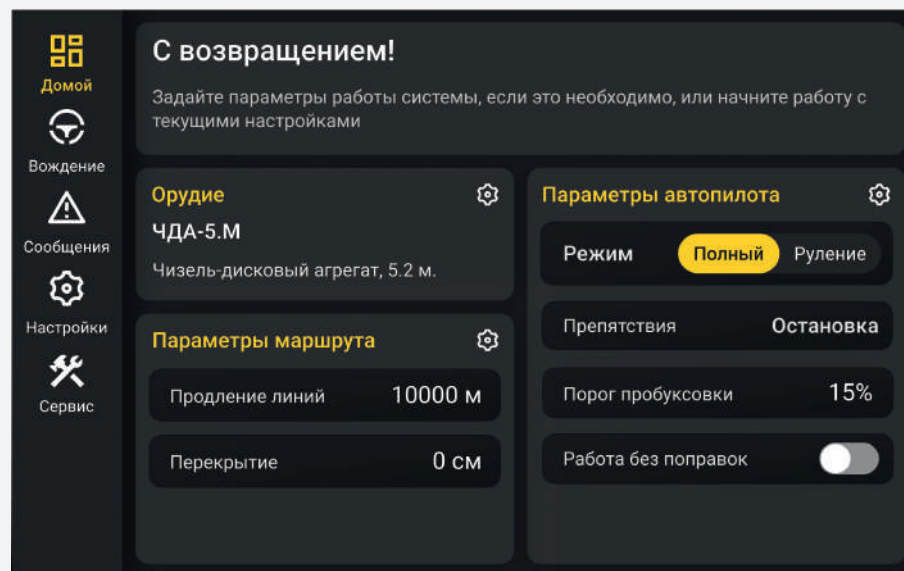 Домой
Вождение
Сообщения
Настройки
Сервис
С возвращением!
Задайте параметры работы системы, если это необходимо, или начните работу с
текущими настройками
Орудие
ЧДА-5.М
Чизель-дисковый агрегат, 5.2 м.
Параметры маршрута
Продление линий 10000 м
Перекрытие 0 см
Параметры автопилота
Режим Полный Руление
Препятствия Остановка
Порог пробуксовки 15%
Работа без поправок